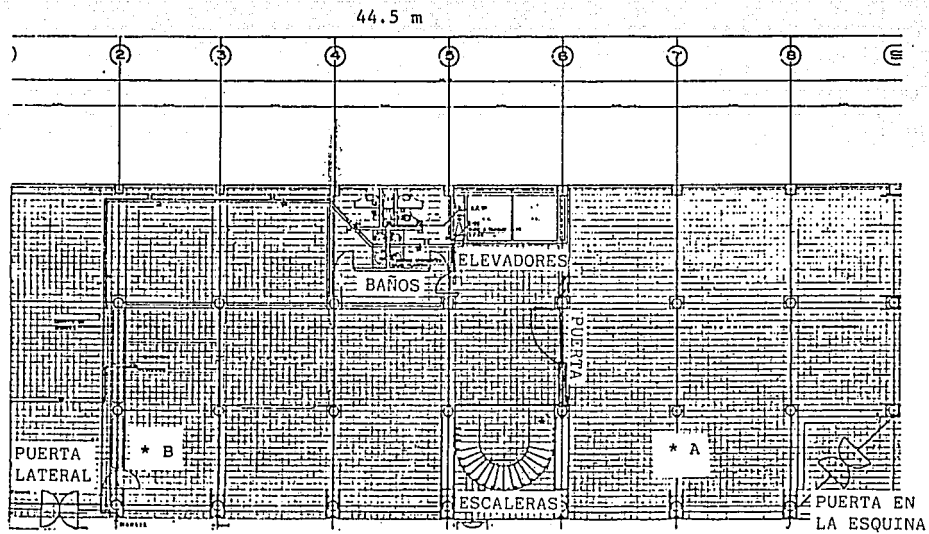 44.5 m
2
3
4
5
6
7
8
ELEVADORES
BAÑOS
PUERTA
* B
* A
PUERTA
LATERAL
ESCALERAS
PUERTA EN
LA ESQUINA